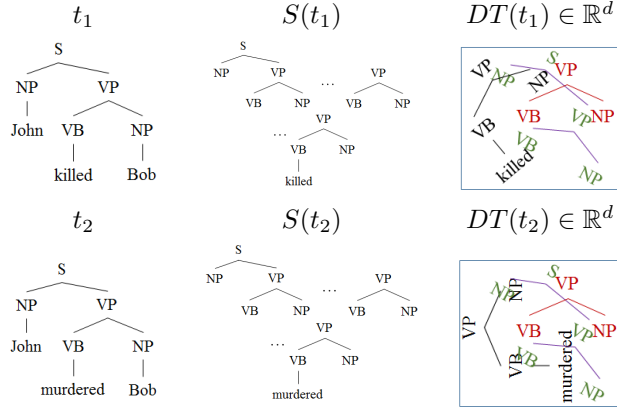 t₁ S(t₁) DT(t₁) ∈ ℝᵈ
S
NP VP
John VB NP
killed Bob
S
NP VP ... VP
VB NP VB NP
... VP
VB NP
killed
S
VP NP NP VP
VB VP NP
VB VB
killed NP
t₂ S(t₂) DT(t₂) ∈ ℝᵈ
S
NP VP
John VB NP
murdered Bob
S
NP VP ... VP
VB NP VB NP
... VP
VB NP
murdered
S
NP NP VP
VP VB VP NP
VB VB murdered
NP